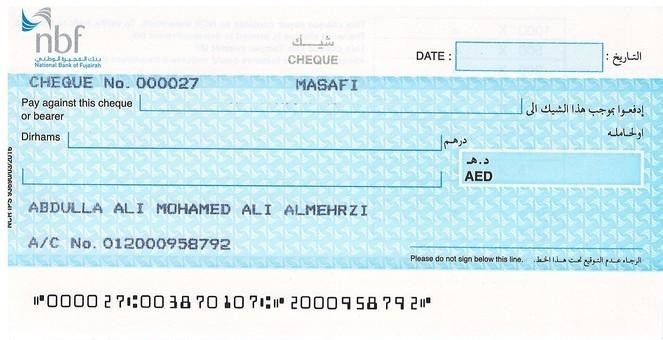 nbf
بنك الفجيرة الوطني
National Bank of Fujairah
شيك
CHEQUE
DATE :
التاريخ :
CHEQUE No. 000027 MASAFI
Pay against this cheque
or bearer
إدفعوا بموجب هذا الشيك الى
اولحامله
Dirhams
درهم
د.هـ
AED
ABDULLA ALI MOHAMED ALI ALMEHRZI
A/C No. 012000958792
Please do not sign below this line.
الرجاء عدم التوقيع تحت هذا الخط.
⑈000027⑆003870107⑆⑈2000958792⑈